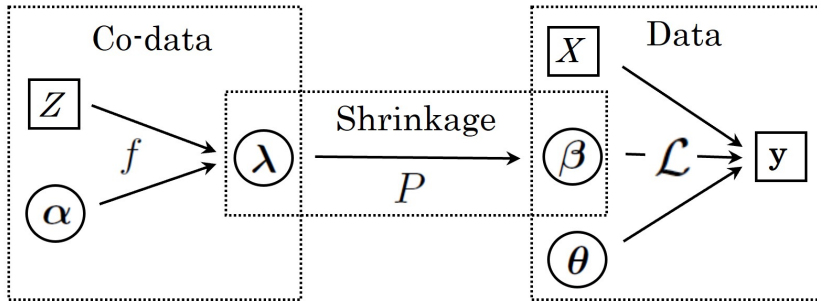 Co-data
Z
f
α
λ
Shrinkage
P
Data
X
β
ℒ
y
θ